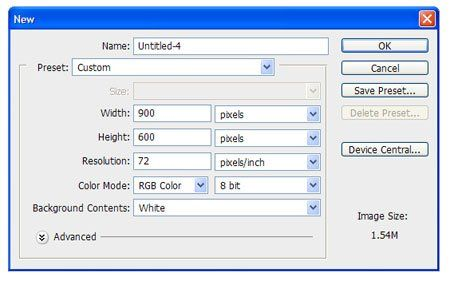 New
Name: Untitled-4
OK
Preset: Custom
Cancel
Size:
Save Preset...
Width: 900 pixels
Delete Preset...
Height: 600 pixels
Resolution: 72 pixels/inch
Device Central...
Color Mode: RGB Color 8 bit
Background Contents: White
Image Size:
1.54M
Advanced